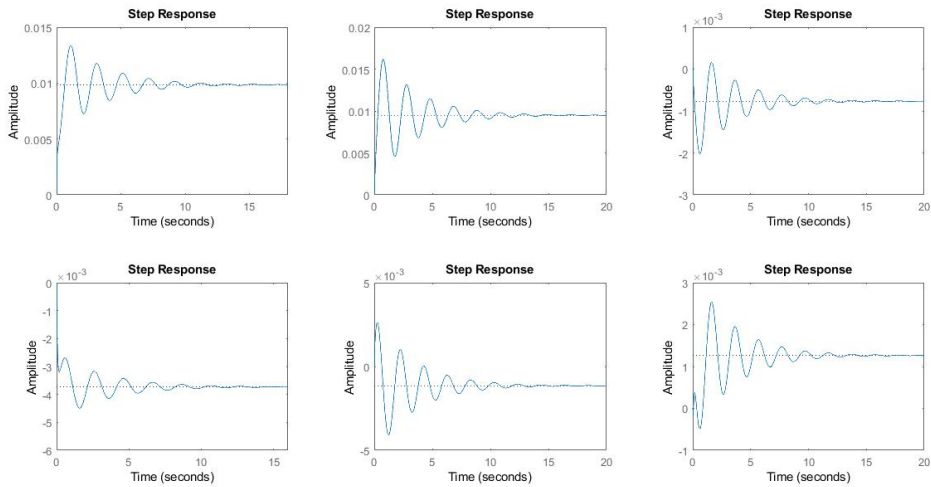 Step Response
0.015
0.01
0.005
0
Amplitude
0 5 10 15
Time (seconds)
Step Response
0.02
0.015
0.01
0.005
0
Amplitude
0 5 10 15 20
Time (seconds)
Step Response
×10⁻³
1
0
-1
-2
-3
Amplitude
0 5 10 15 20
Time (seconds)
Step Response
×10⁻³
0
-1
-2
-3
-4
-5
-6
Amplitude
0 5 10 15
Time (seconds)
Step Response
×10⁻³
5
0
-5
Amplitude
0 5 10 15 20
Time (seconds)
Step Response
×10⁻³
3
2
1
0
-1
Amplitude
0 5 10 15 20
Time (seconds)